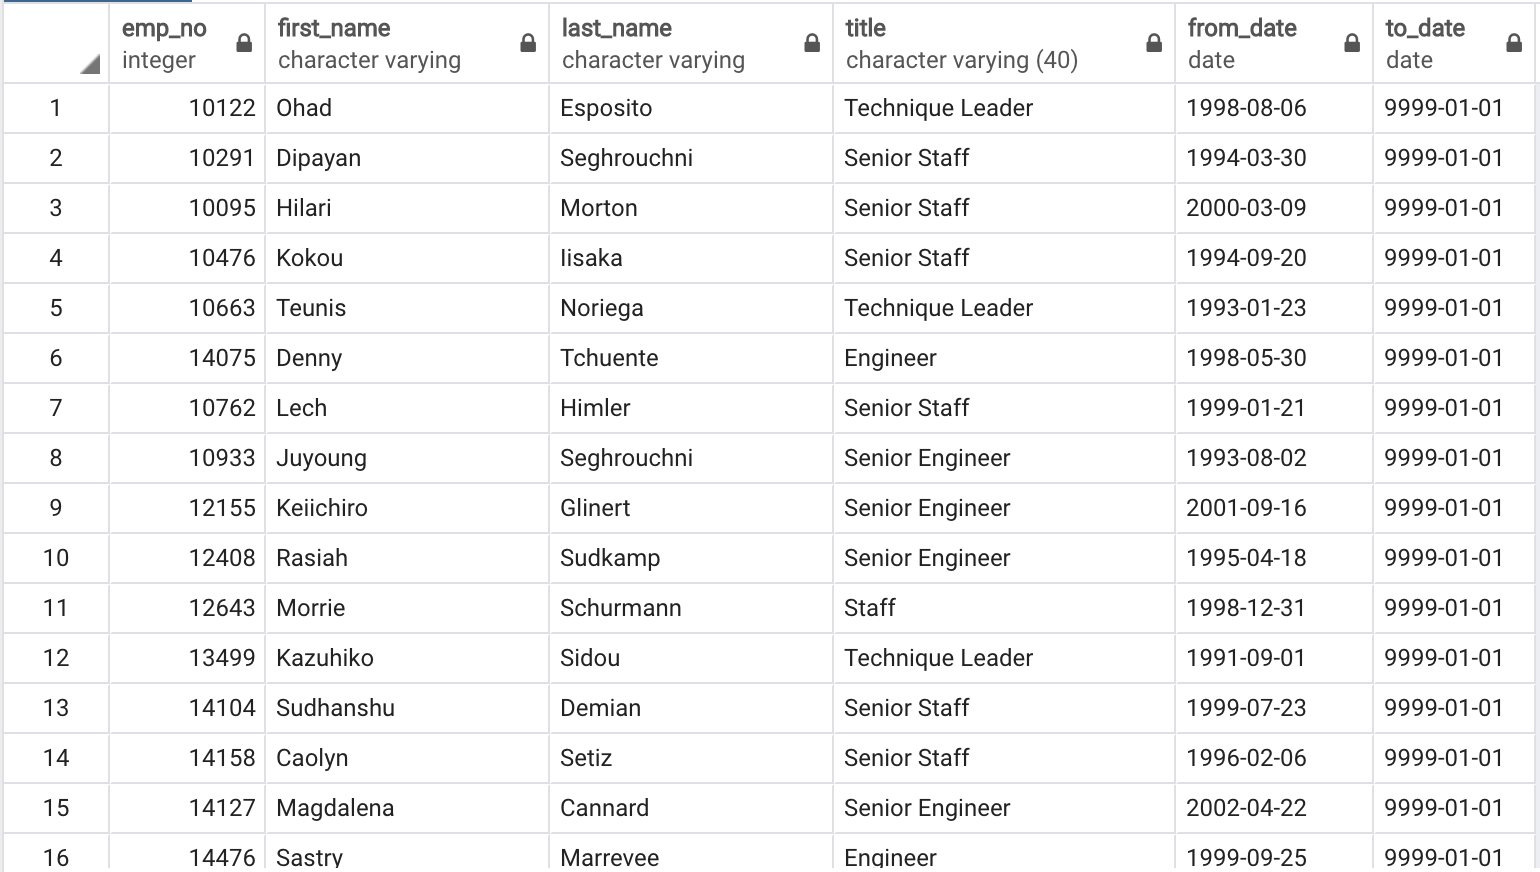 emp_no first_name last_name title from_date to_date
integer character varying character varying character varying (40) date date
1 10122 Ohad Esposito Technique Leader 1998-08-06 9999-01-01
2 10291 Dipayan Seghrouchni Senior Staff 1994-03-30 9999-01-01
3 10095 Hilari Morton Senior Staff 2000-03-09 9999-01-01
4 10476 Kokou Iisaka Senior Staff 1994-09-20 9999-01-01
5 10663 Teunis Noriega Technique Leader 1993-01-23 9999-01-01
6 14075 Denny Tchuente Engineer 1998-05-30 9999-01-01
7 10762 Lech Himler Senior Staff 1999-01-21 9999-01-01
8 10933 Juyoung Seghrouchni Senior Engineer 1993-08-02 9999-01-01
9 12155 Keiichiro Glinert Senior Engineer 2001-09-16 9999-01-01
10 12408 Rasiah Sudkamp Senior Engineer 1995-04-18 9999-01-01
11 12643 Morrie Schurmann Staff 1998-12-31 9999-01-01
12 13499 Kazuhiko Sidou Technique Leader 1991-09-01 9999-01-01
13 14104 Sudhanshu Demian Senior Staff 1999-07-23 9999-01-01
14 14158 Caolyn Setiz Senior Staff 1996-02-06 9999-01-01
15 14127 Magdalena Cannard Senior Engineer 2002-04-22 9999-01-01
16 14476 Sastry Marrevee Engineer 1999-09-25 9999-01-01